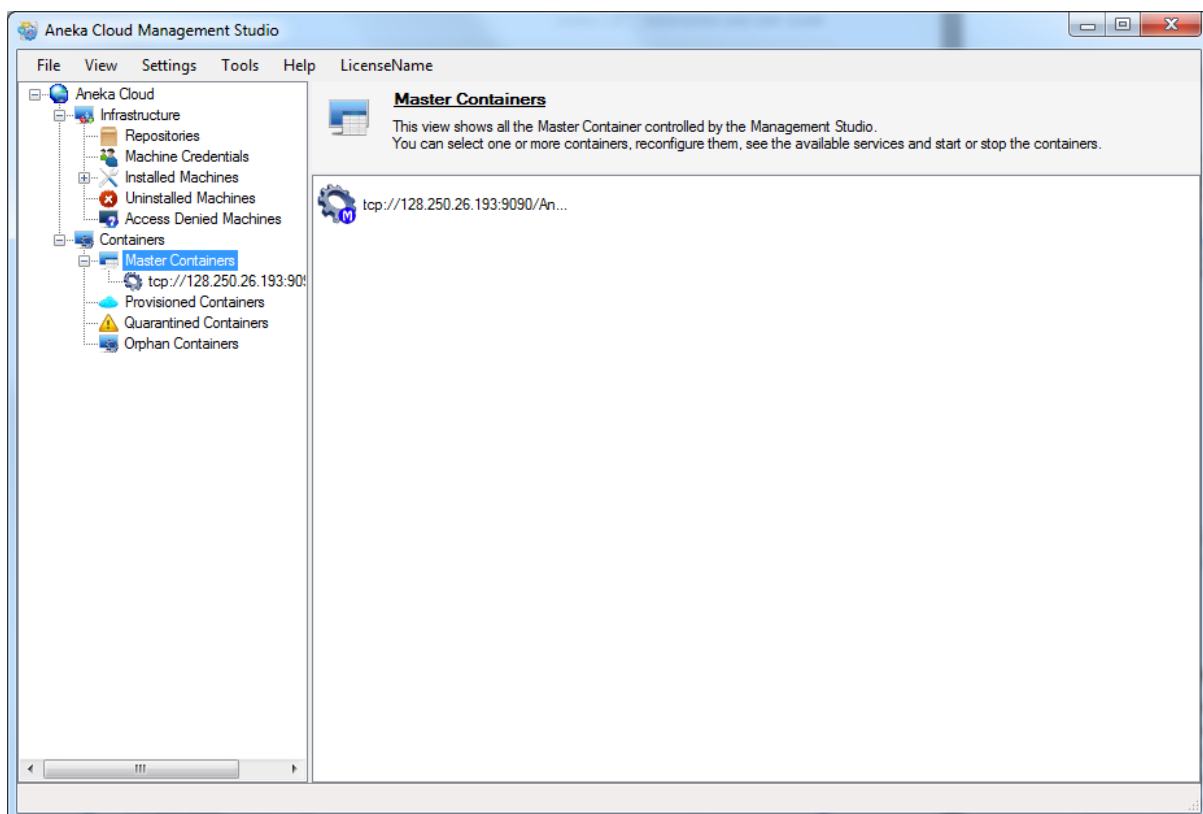 Aneka Cloud Management Studio
File View Settings Tools Help LicenseName
Aneka Cloud
Infrastructure
Repositories
Machine Credentials
Installed Machines
Uninstalled Machines
Access Denied Machines
Containers
Master Containers
tcp://128.250.26.193:909
Provisioned Containers
Quarantined Containers
Orphan Containers
Master Containers
This view shows all the Master Container controlled by the Management Studio.
You can select one or more containers, reconfigure them, see the available services and start or stop the containers.
M
tcp://128.250.26.193:9090/An...